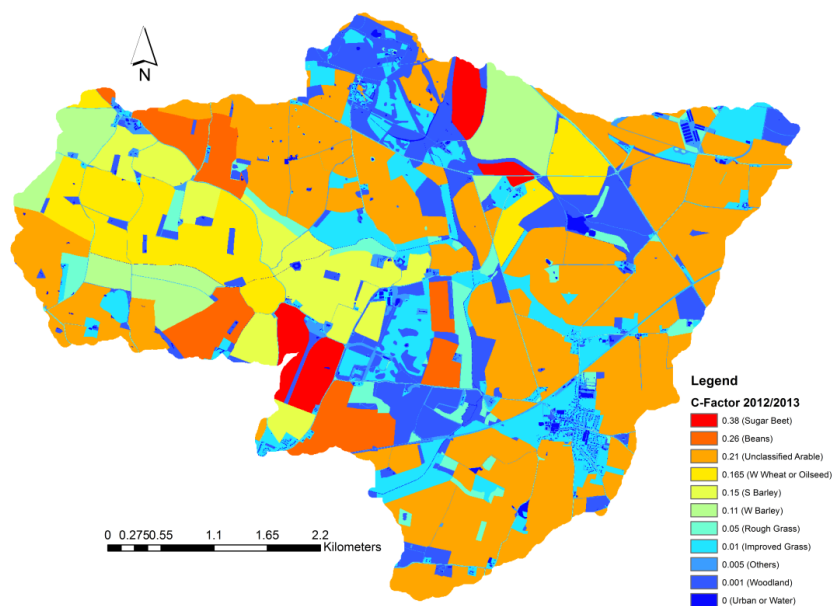 N
Legend
C-Factor 2012/2013
0.38 (Sugar Beet)
0.26 (Beans)
0.21 (Unclassified Arable)
0.165 (W Wheat or Oilseed)
0.15 (S Barley)
0.11 (W Barley)
0.05 (Rough Grass)
0.01 (Improved Grass)
0.005 (Others)
0.001 (Woodland)
0 (Urban or Water)
0 0.2750.55 1.1 1.65 2.2
Kilometers